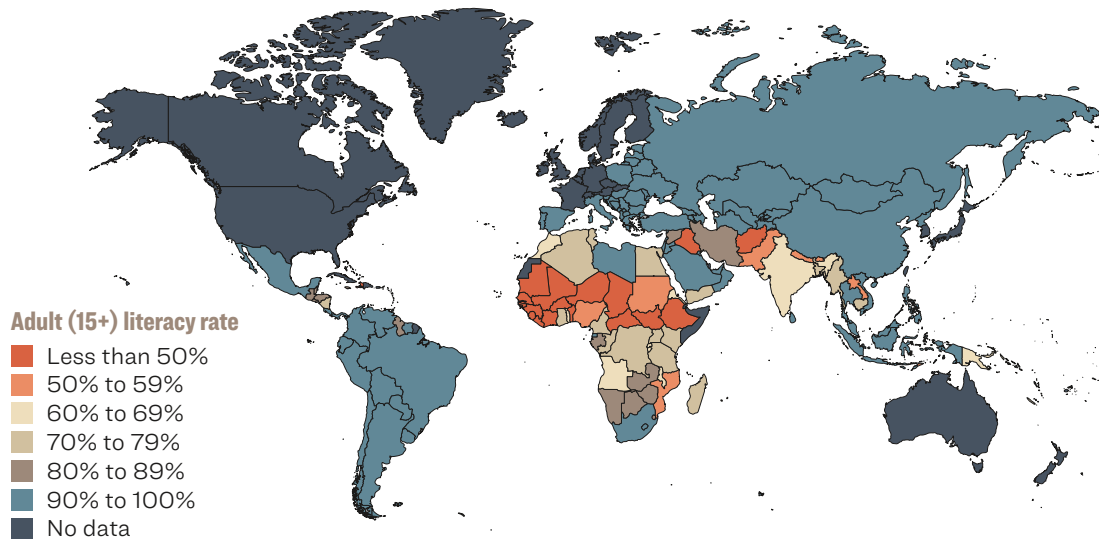 Adult (15+) literacy rate
Less than 50%
50% to 59%
60% to 69%
70% to 79%
80% to 89%
90% to 100%
No data